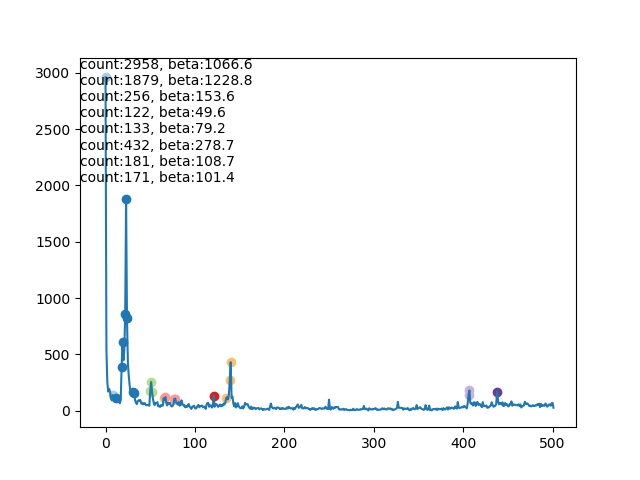 count:2958, beta:1066.6
count:1879, beta:1228.8
count:256, beta:153.6
count:122, beta:49.6
count:133, beta:79.2
count:432, beta:278.7
count:181, beta:108.7
count:171, beta:101.4
3000
2500
2000
1500
1000
500
0
0 100 200 300 400 500